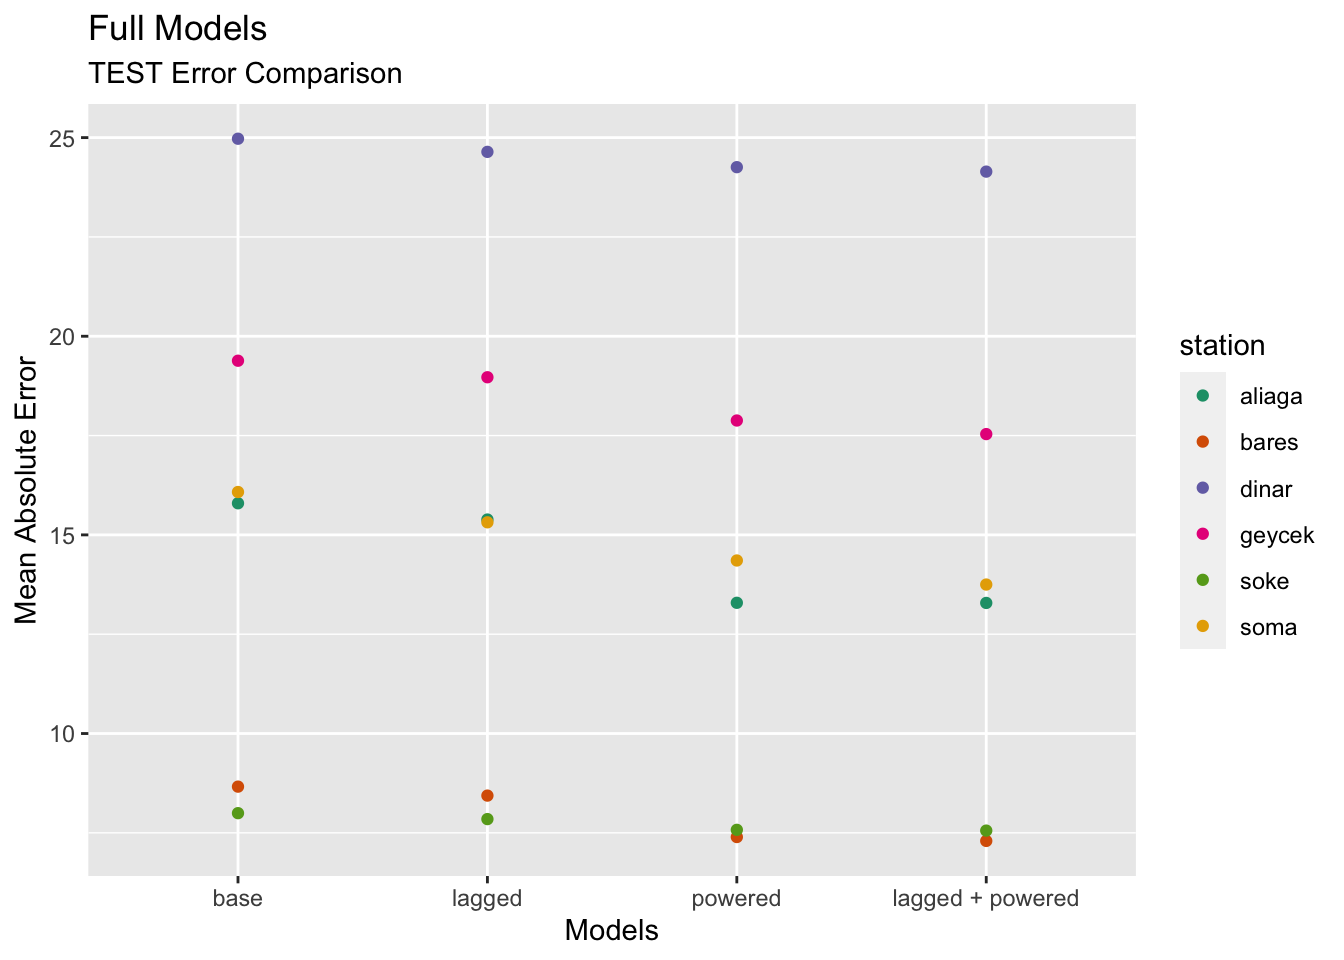 Full Models
TEST Error Comparison
Mean Absolute Error
25
20
15
10
base lagged powered lagged + powered
Models
station
aliaga
bares
dinar
geycek
soke
soma